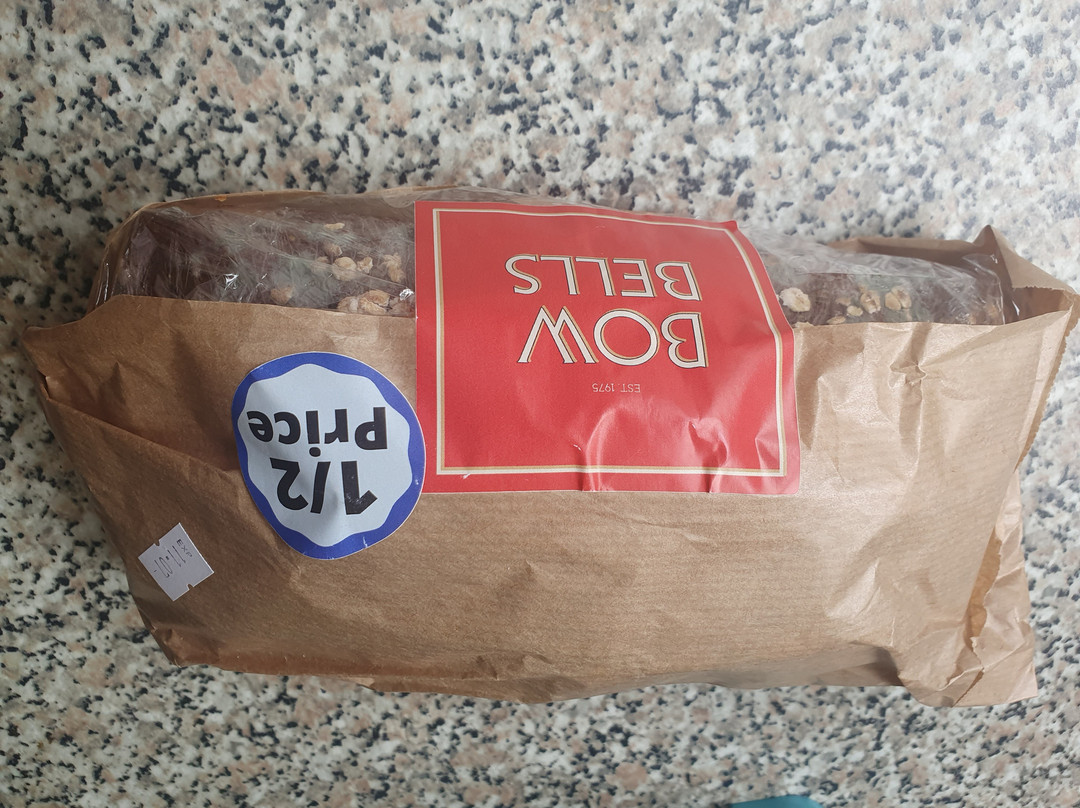 EST. 1975
BOW
BELLS
1/2
Price